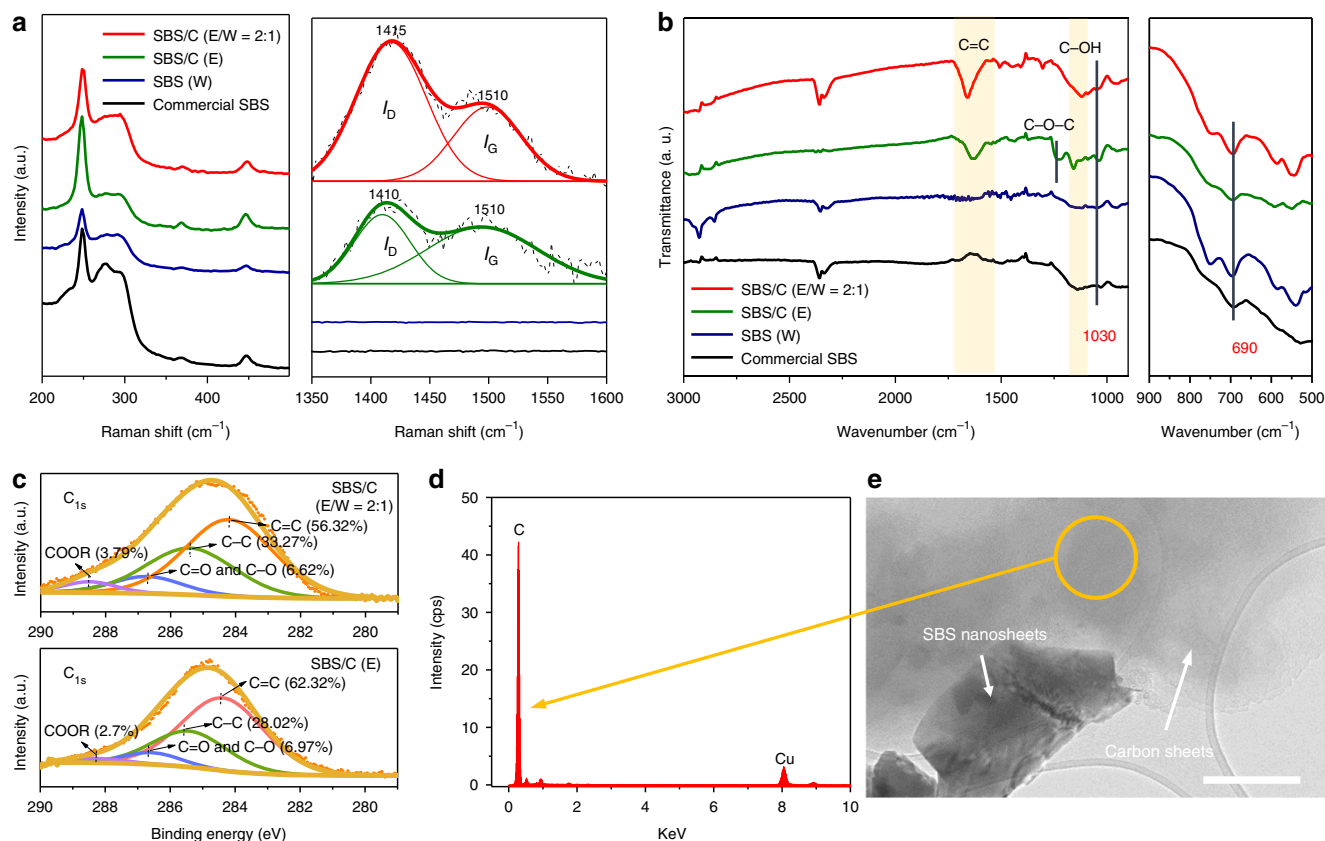 a
SBS/C (E/W = 2:1)
SBS/C (E)
SBS (W)
Commercial SBS
Intensity (a.u.)
200
300
400
Raman shift (cm⁻¹)
1415
1510
I_D
I_G
1410
1510
I_D
I_G
1350
1400
1450
1500
1550
1600
Raman shift (cm⁻¹)
b
C=C
C–OH
C–O–C
Transmittance (a. u.)
SBS/C (E/W = 2:1)
SBS/C (E)
SBS (W)
Commercial SBS
1030
3000
2500
2000
1500
1000
Wavenumber (cm⁻¹)
690
900
800
700
600
500
Wavenumber (cm⁻¹)
c
C₁s
SBS/C
(E/W = 2:1)
C=C (56.32%)
C–C (33.27%)
COOR (3.79%)
C=O and C–O (6.62%)
Intensity (a.u.)
290
288
286
284
282
280
C₁s
SBS/C (E)
C=C (62.32%)
C–C (28.02%)
COOR (2.7%)
C=O and C–O (6.97%)
Intensity (a.u.)
290
288
286
284
282
280
Binding energy (eV)
d
50
40
30
20
10
0
Intensity (cps)
C
Cu
0
2
4
6
8
10
KeV
e
SBS nanosheets
Carbon sheets